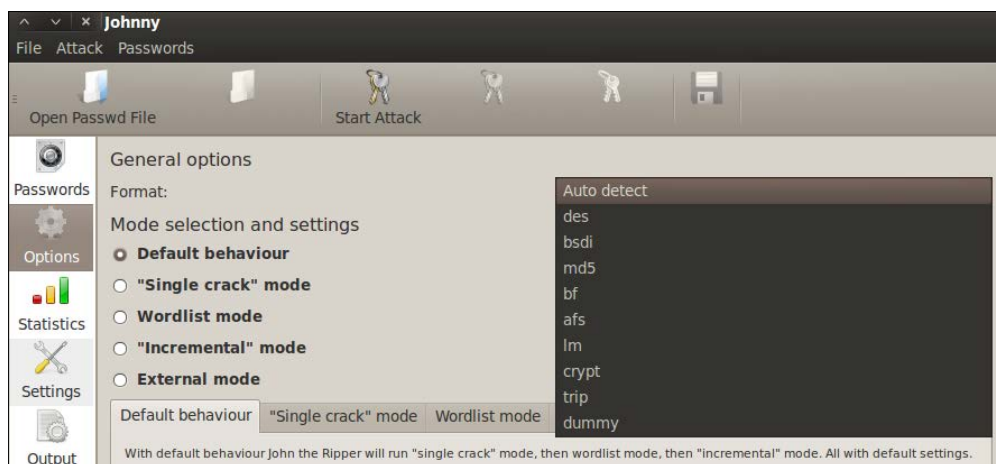 Johnny
File Attack Passwords
Open Passwd File
Start Attack
Passwords
Options
Statistics
Settings
Output
General options
Format:
Auto detect
des
bsdi
md5
bf
afs
lm
crypt
trip
dummy
Mode selection and settings
Default behaviour
"Single crack" mode
Wordlist mode
"Incremental" mode
External mode
Default behaviour "Single crack" mode Wordlist mode
With default behaviour John the Ripper will run "single crack" mode, then wordlist mode, then "incremental" mode. All with default settings.